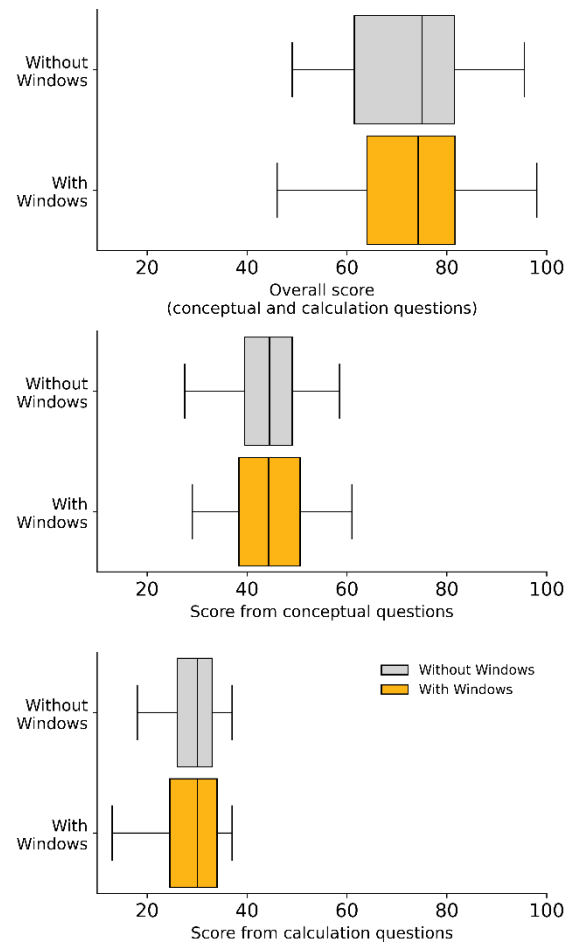 Without
Windows
With
Windows
20 40 60 80 100
Overall score
(conceptual and calculation questions)
Without
Windows
With
Windows
20 40 60 80 100
Score from conceptual questions
Without Windows
With Windows
Without
Windows
With
Windows
20 40 60 80 100
Score from calculation questions